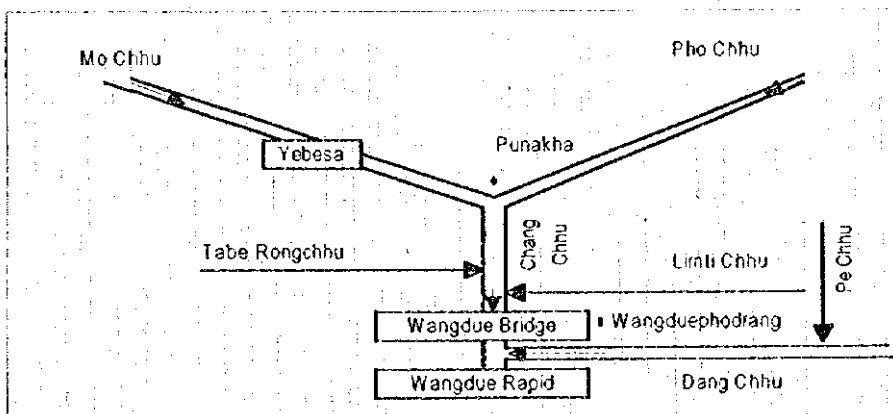 Mo Chhu
Pho Chhu
Yebesa
Punakha
Chang
Chhu
Tabe Rongchhu
Limti Chhu
Pe Chhu
Wangdue Bridge
Wangduephodrang
Wangdue Rapid
Dang Chhu